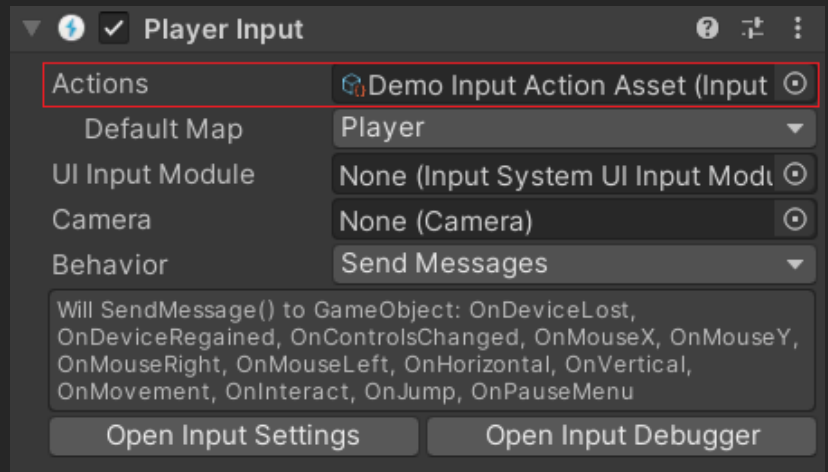 Player Input
Actions Demo Input Action Asset (Input
Default Map Player
UI Input Module None (Input System UI Input Modu
Camera None (Camera)
Behavior Send Messages
Will SendMessage() to GameObject: OnDeviceLost,
OnDeviceRegained, OnControlsChanged, OnMouseX, OnMouseY,
OnMouseRight, OnMouseLeft, OnHorizontal, OnVertical,
OnMovement, OnInteract, OnJump, OnPauseMenu
Open Input Settings Open Input Debugger